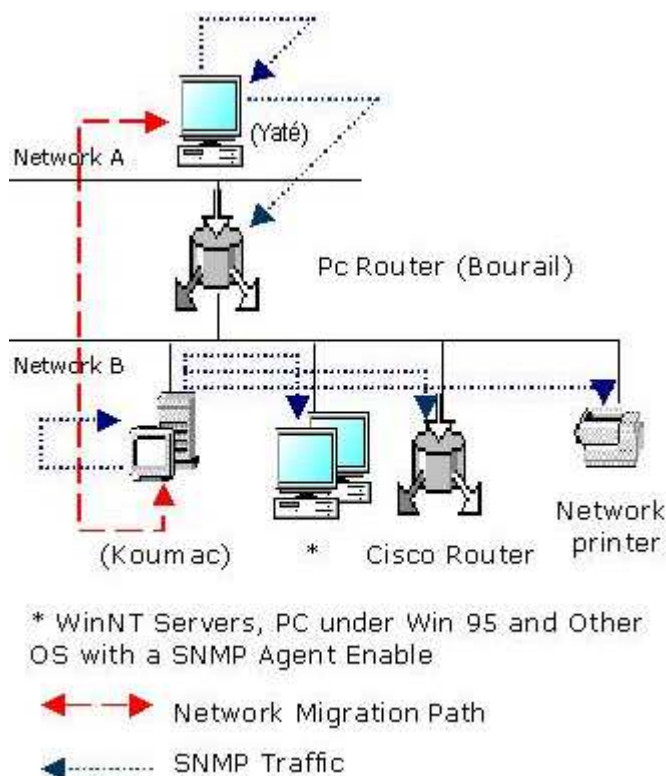 (Yaté)
Network A
Pc Router (Bourail)
Network B
(Koumac)
*
Cisco Router
Network
printer
* WinNT Servers, PC under Win 95 and Other
OS with a SNMP Agent Enable
Network Migration Path
SNMP Traffic